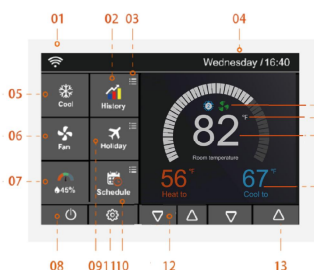 01
02
03
04
Wednesday /16:40
05
Cool
History
06
Fan
Holiday
82
°F
Room temperature
07
45%
Schedule
56°F
Heat to
67°F
Cool to
08
09
11
10
12
13